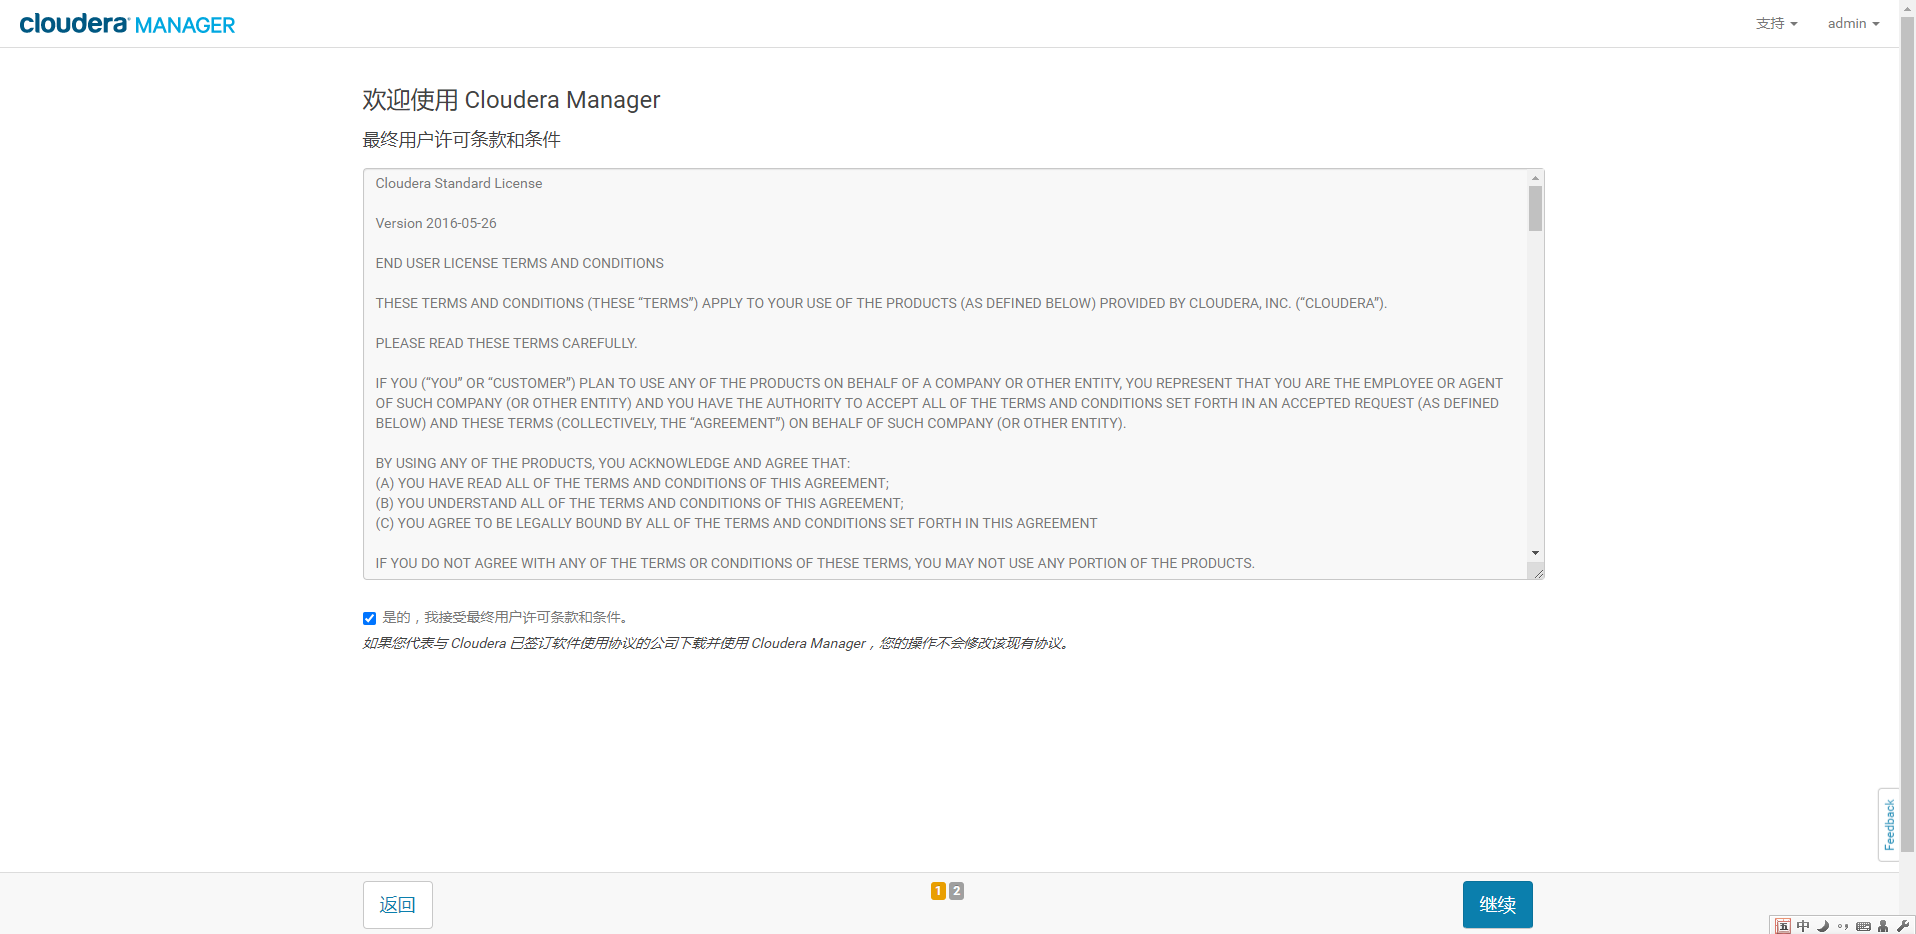 cloudera MANAGER
支持
admin
欢迎使用 Cloudera Manager
最终用户许可条款和条件
Cloudera Standard License
Version 2016-05-26
END USER LICENSE TERMS AND CONDITIONS
THESE TERMS AND CONDITIONS (THESE “TERMS”) APPLY TO YOUR USE OF THE PRODUCTS (AS DEFINED BELOW) PROVIDED BY CLOUDERA, INC. (“CLOUDERA”).
PLEASE READ THESE TERMS CAREFULLY.
IF YOU (“YOU” OR “CUSTOMER”) PLAN TO USE ANY OF THE PRODUCTS ON BEHALF OF A COMPANY OR OTHER ENTITY, YOU REPRESENT THAT YOU ARE THE EMPLOYEE OR AGENT
OF SUCH COMPANY (OR OTHER ENTITY) AND YOU HAVE THE AUTHORITY TO ACCEPT ALL OF THE TERMS AND CONDITIONS SET FORTH IN AN ACCEPTED REQUEST (AS DEFINED
BELOW) AND THESE TERMS (COLLECTIVELY, THE “AGREEMENT”) ON BEHALF OF SUCH COMPANY (OR OTHER ENTITY).
BY USING ANY OF THE PRODUCTS, YOU ACKNOWLEDGE AND AGREE THAT:
(A) YOU HAVE READ ALL OF THE TERMS AND CONDITIONS OF THIS AGREEMENT;
(B) YOU UNDERSTAND ALL OF THE TERMS AND CONDITIONS OF THIS AGREEMENT;
(C) YOU AGREE TO BE LEGALLY BOUND BY ALL OF THE TERMS AND CONDITIONS SET FORTH IN THIS AGREEMENT
IF YOU DO NOT AGREE WITH ANY OF THE TERMS OR CONDITIONS OF THESE TERMS, YOU MAY NOT USE ANY PORTION OF THE PRODUCTS.
是的，我接受最终用户许可条款和条件。
如果您代表与 Cloudera 已签订软件使用协议的公司下载并使用 Cloudera Manager，您的操作不会修改该现有协议。
Feedback
返回
1 2
继续
五 中